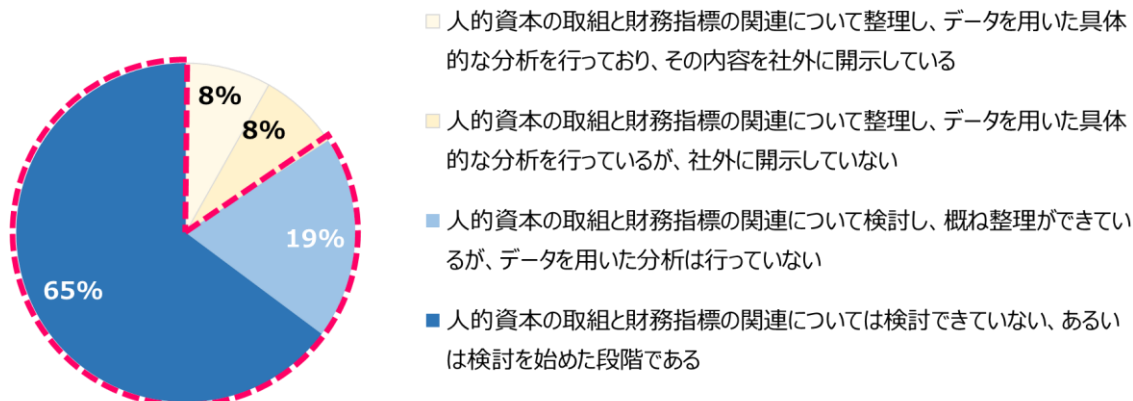 人的資本の取組と財務指標の関連について整理し、データを用いた具体
的な分析を行っており、その内容を社外に開示している
8%
8%
人的資本の取組と財務指標の関連について整理し、データを用いた具体
的な分析を行っているが、社外に開示していない
人的資本の取組と財務指標の関連について検討し、概ね整理ができてい
るが、データを用いた分析は行っていない
19%
65%
人的資本の取組と財務指標の関連については検討できていない、あるい
は検討を始めた段階である